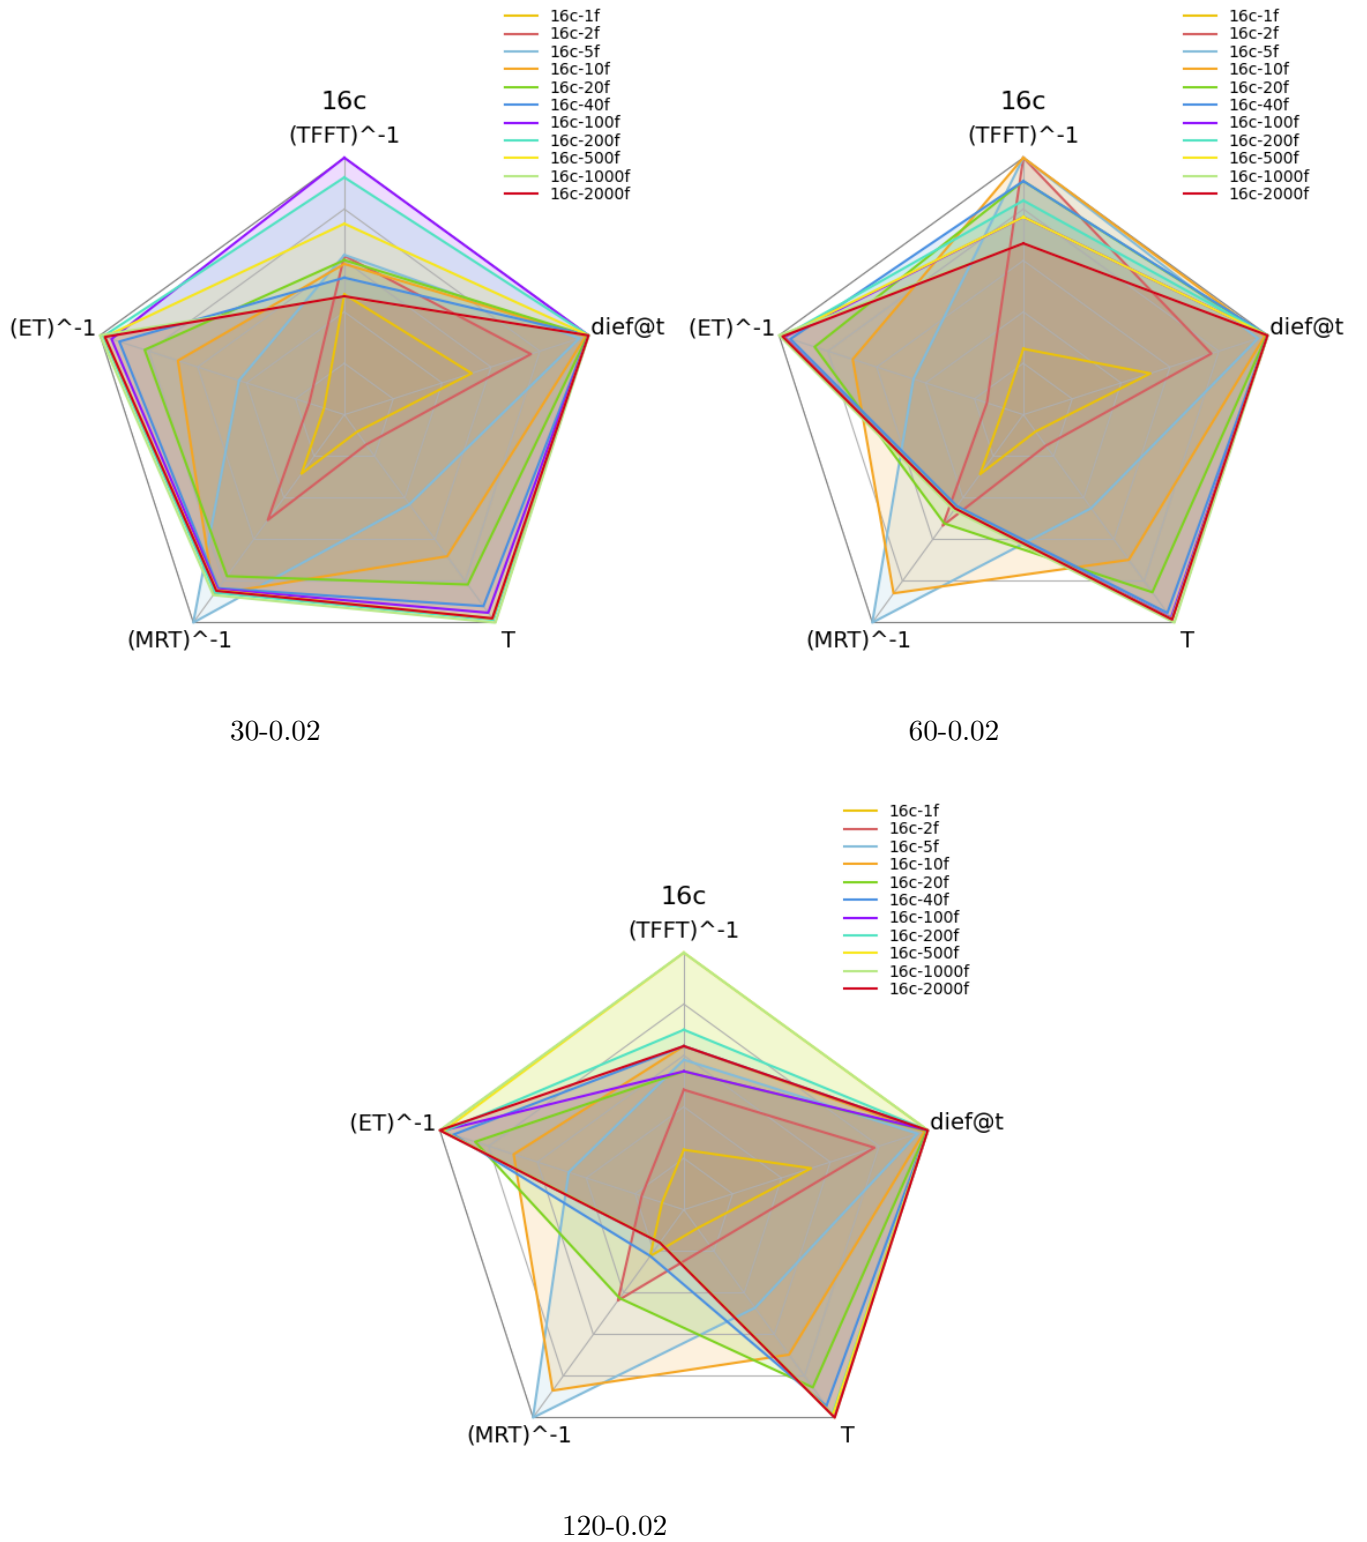 16c-1f
16c-2f
16c-5f
16c-10f
16c-20f
16c-40f
16c-100f
16c-200f
16c-500f
16c-1000f
16c-2000f
16c
(TFFT)^-1
(ET)^-1
dief@t
(MRT)^-1
T
30-0.02
16c-1f
16c-2f
16c-5f
16c-10f
16c-20f
16c-40f
16c-100f
16c-200f
16c-500f
16c-1000f
16c-2000f
16c
(TFFT)^-1
(ET)^-1
dief@t
(MRT)^-1
T
60-0.02
16c-1f
16c-2f
16c-5f
16c-10f
16c-20f
16c-40f
16c-100f
16c-200f
16c-500f
16c-1000f
16c-2000f
16c
(TFFT)^-1
(ET)^-1
dief@t
(MRT)^-1
T
120-0.02